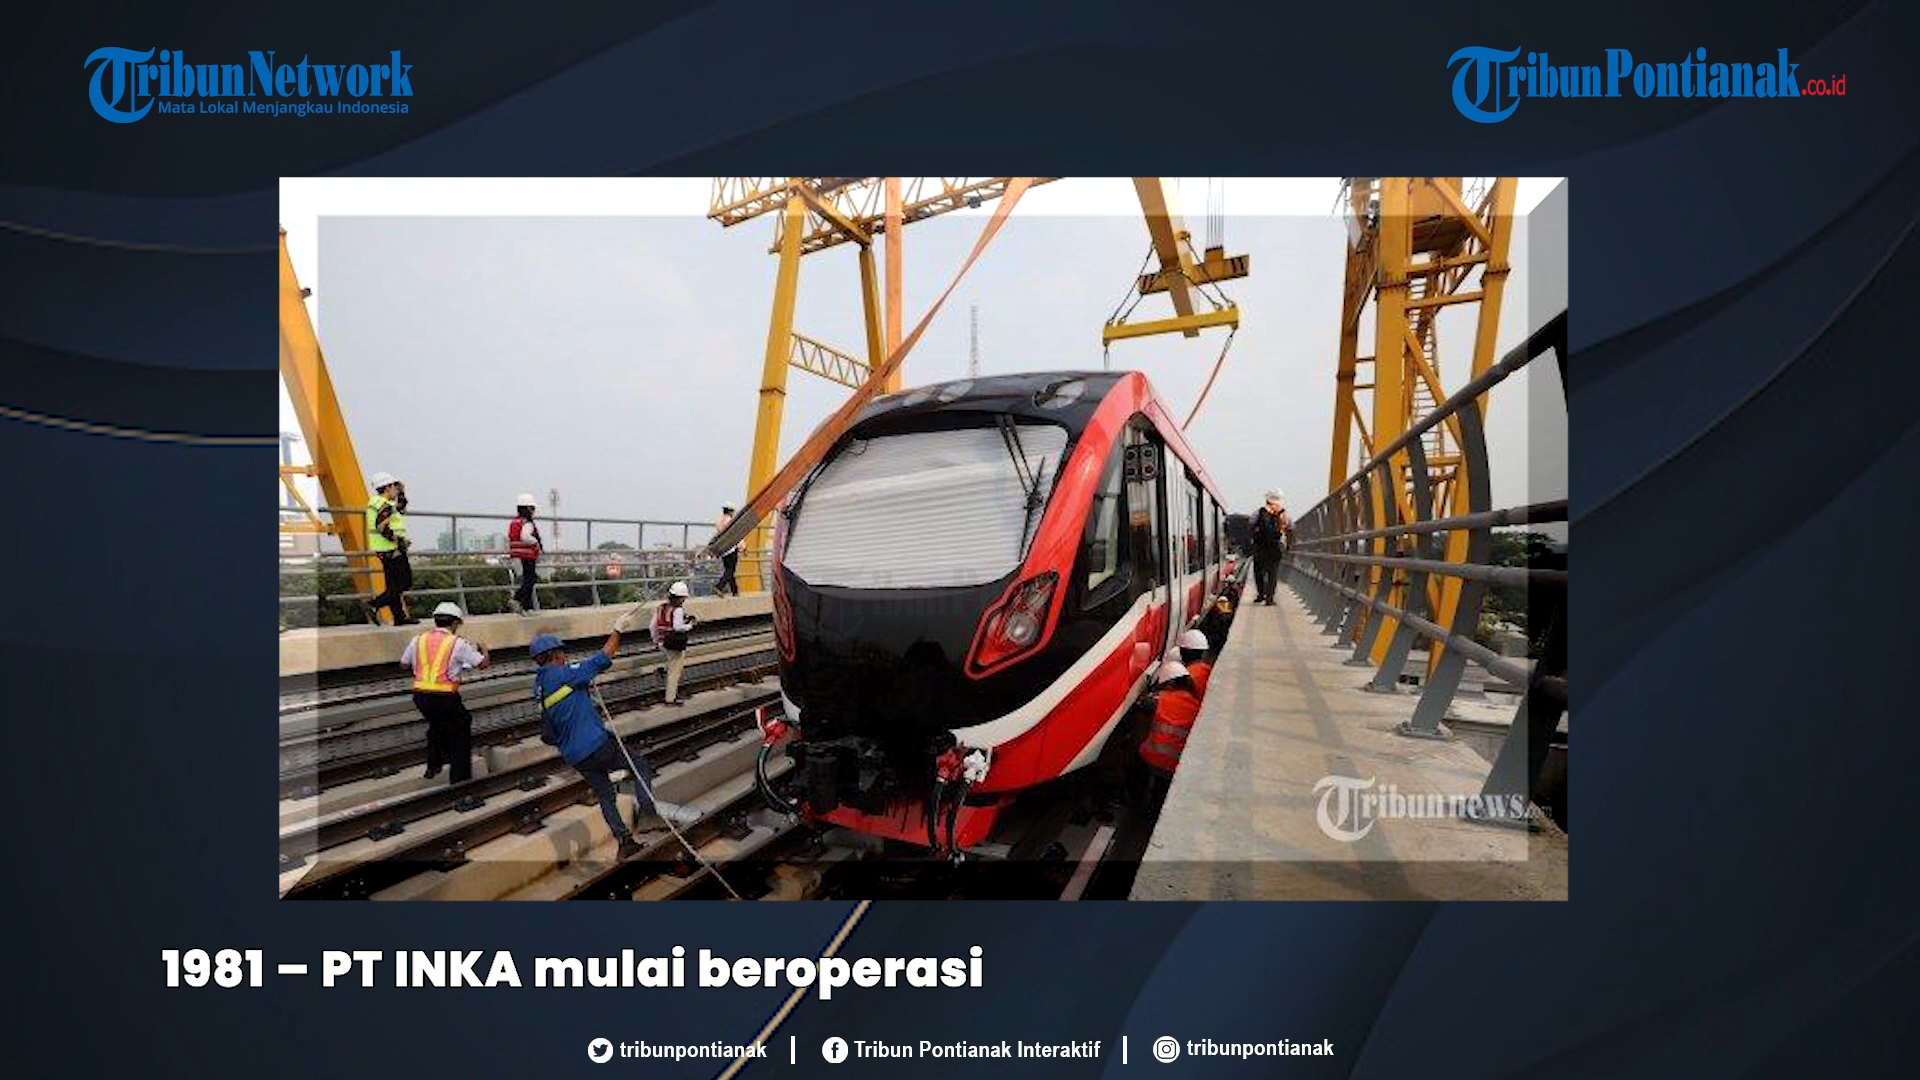 TribunNetwork
Mata Lokal Menjangkau Indonesia
TribunPontianak.co.id
Tribunnews.com
1981 – PT INKA mulai beroperasi
tribunpontianak
Tribun Pontianak Interaktif
tribunpontianak